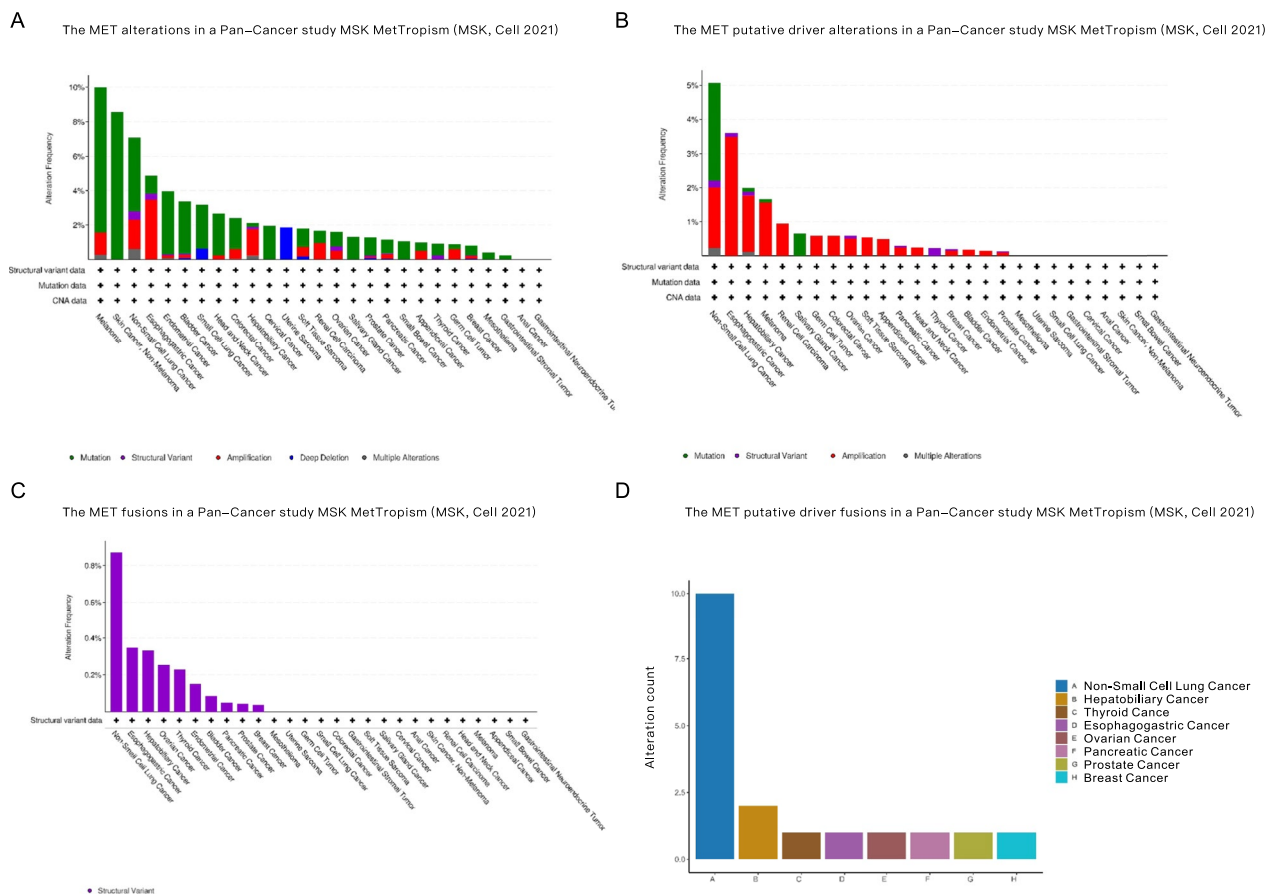 A
The MET alterations in a Pan–Cancer study MSK MetTropism (MSK, Cell 2021)
Alteration Frequency
10%
8%
6%
4%
2%
Structural variant data
Mutation data
CNA data
Melanoma
Skin Cancer, Non-Melanoma
Non-Small Cell Lung Cancer
Esophagogastric Cancer
Endometrial Cancer
Bladder Cancer
Small Cell Lung Cancer
Head and Neck Cancer
Colorectal Cancer
Hepatobiliary Cancer
Cervical Cancer
Uterine Sarcoma
Soft Tissue Sarcoma
Renal Cell Carcinoma
Ovarian Cancer
Salivary Gland Cancer
Prostate Cancer
Pancreatic Cancer
Small Bowel Cancer
Appendiceal Cancer
Thyroid Cancer
Germ Cell Tumor
Breast Cancer
Mesothelioma
Gastrointestinal Stromal Tumor
Anal Cancer
Gastrointestinal Neuroendocrine Tu
Mutation Structural Variant Amplification Deep Deletion Multiple Alterations
B
The MET putative driver alterations in a Pan–Cancer study MSK MetTropism (MSK, Cell 2021)
Alteration Frequency
5%
4%
3%
2%
1%
Structural variant data
Mutation data
CNA data
Non-Small Cell Lung Cancer
Esophagogastric Cancer
Hepatobiliary Cancer
Melanoma
Renal Cell Carcinoma
Salivary Gland Cancer
Germ Cell Tumor
Colorectal Cancer
Ovarian Cancer
Soft Tissue Sarcoma
Appendiceal Cancer
Pancreatic Cancer
Head and Neck Cancer
Thyroid Cancer
Breast Cancer
Bladder Cancer
Endometrial Cancer
Prostate Cancer
Mesothelioma
Uterine Sarcoma
Small Cell Lung Cancer
Gastrointestinal Stromal Tumor
Cervical Cancer
Anal Cancer
Skin Cancer, Non-Melanoma
Small Bowel Cancer
Gastrointestinal Neuroendocrine Tumor
Mutation Structural Variant Amplification Multiple Alterations
C
The MET fusions in a Pan–Cancer study MSK MetTropism (MSK, Cell 2021)
Alteration Frequency
0.8%
0.6%
0.4%
0.2%
Structural variant data
Non-Small Cell Lung Cancer
Esophagogastric Cancer
Hepatobiliary Cancer
Ovarian Cancer
Thyroid Cancer
Endometrial Cancer
Bladder Cancer
Pancreatic Cancer
Prostate Cancer
Breast Cancer
Mesothelioma
Uterine Sarcoma
Germ Cell Tumor
Small Cell Lung Cancer
Colorectal Cancer
Gastrointestinal Stromal Tumor
Soft Tissue Sarcoma
Salivary Gland Cancer
Cervical Cancer
Anal Cancer
Skin Cancer, Non-Melanoma
Renal Cell Carcinoma
Head and Neck Cancer
Melanoma
Appendiceal Cancer
Small Bowel Cancer
Gastrointestinal Neuroendocrine Tumor
Structural Variant
D
The MET putative driver fusions in a Pan–Cancer study MSK MetTropism (MSK, Cell 2021)
Alteration count
10.0
7.5
5.0
2.5
0.0
A B C D E F G H
A Non-Small Cell Lung Cancer
B Hepatobiliary Cancer
C Thyroid Cance
D Esophagogastric Cancer
E Ovarian Cancer
F Pancreatic Cancer
G Prostate Cancer
H Breast Cancer